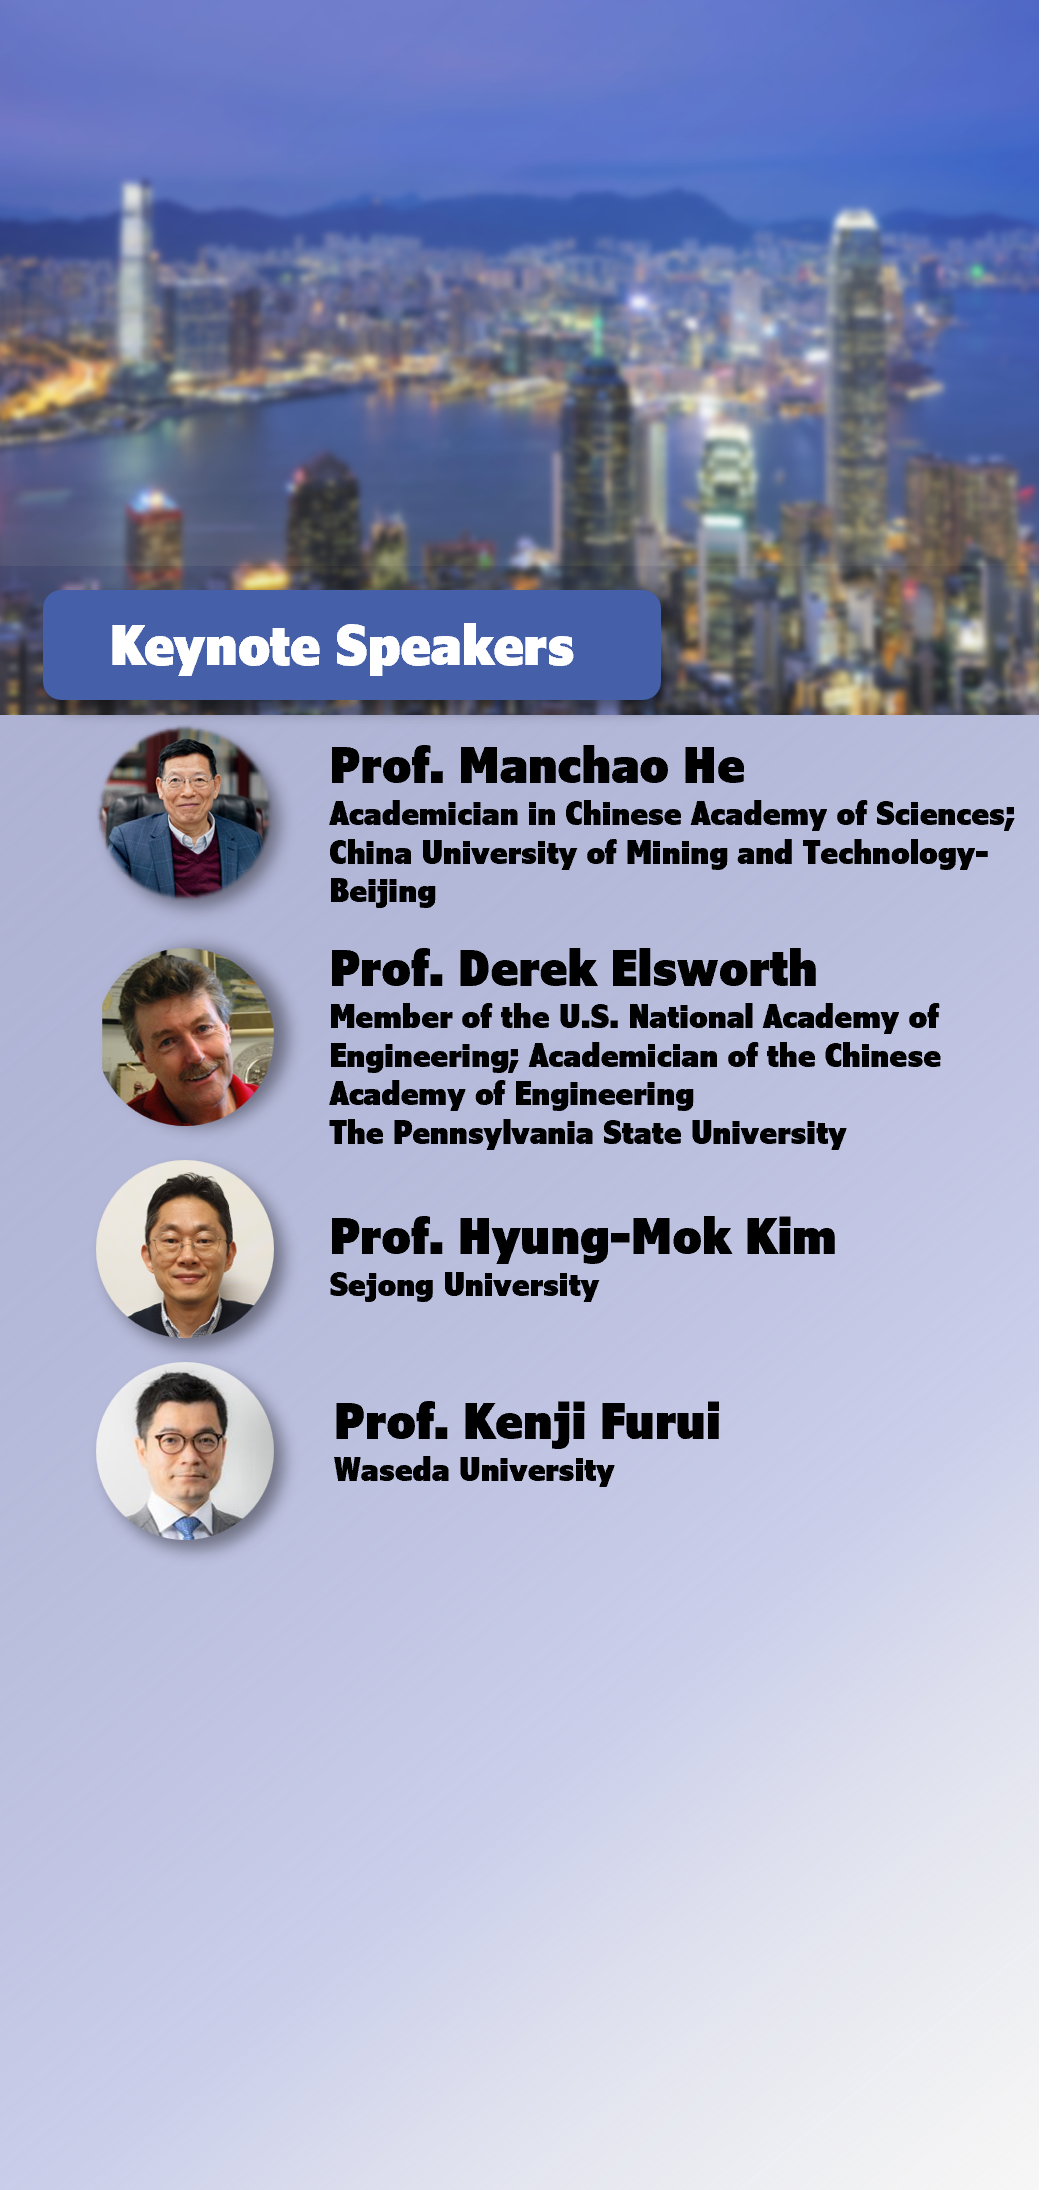 Keynote Speakers
Prof. Manchao He
Academician in Chinese Academy of Sciences;
China University of Mining and Technology-
Beijing
Prof. Derek Elsworth
Member of the U.S. National Academy of
Engineering; Academician of the Chinese
Academy of Engineering
The Pennsylvania State University
Prof. Hyung-Mok Kim
Sejong University
Prof. Kenji Furui
Waseda University